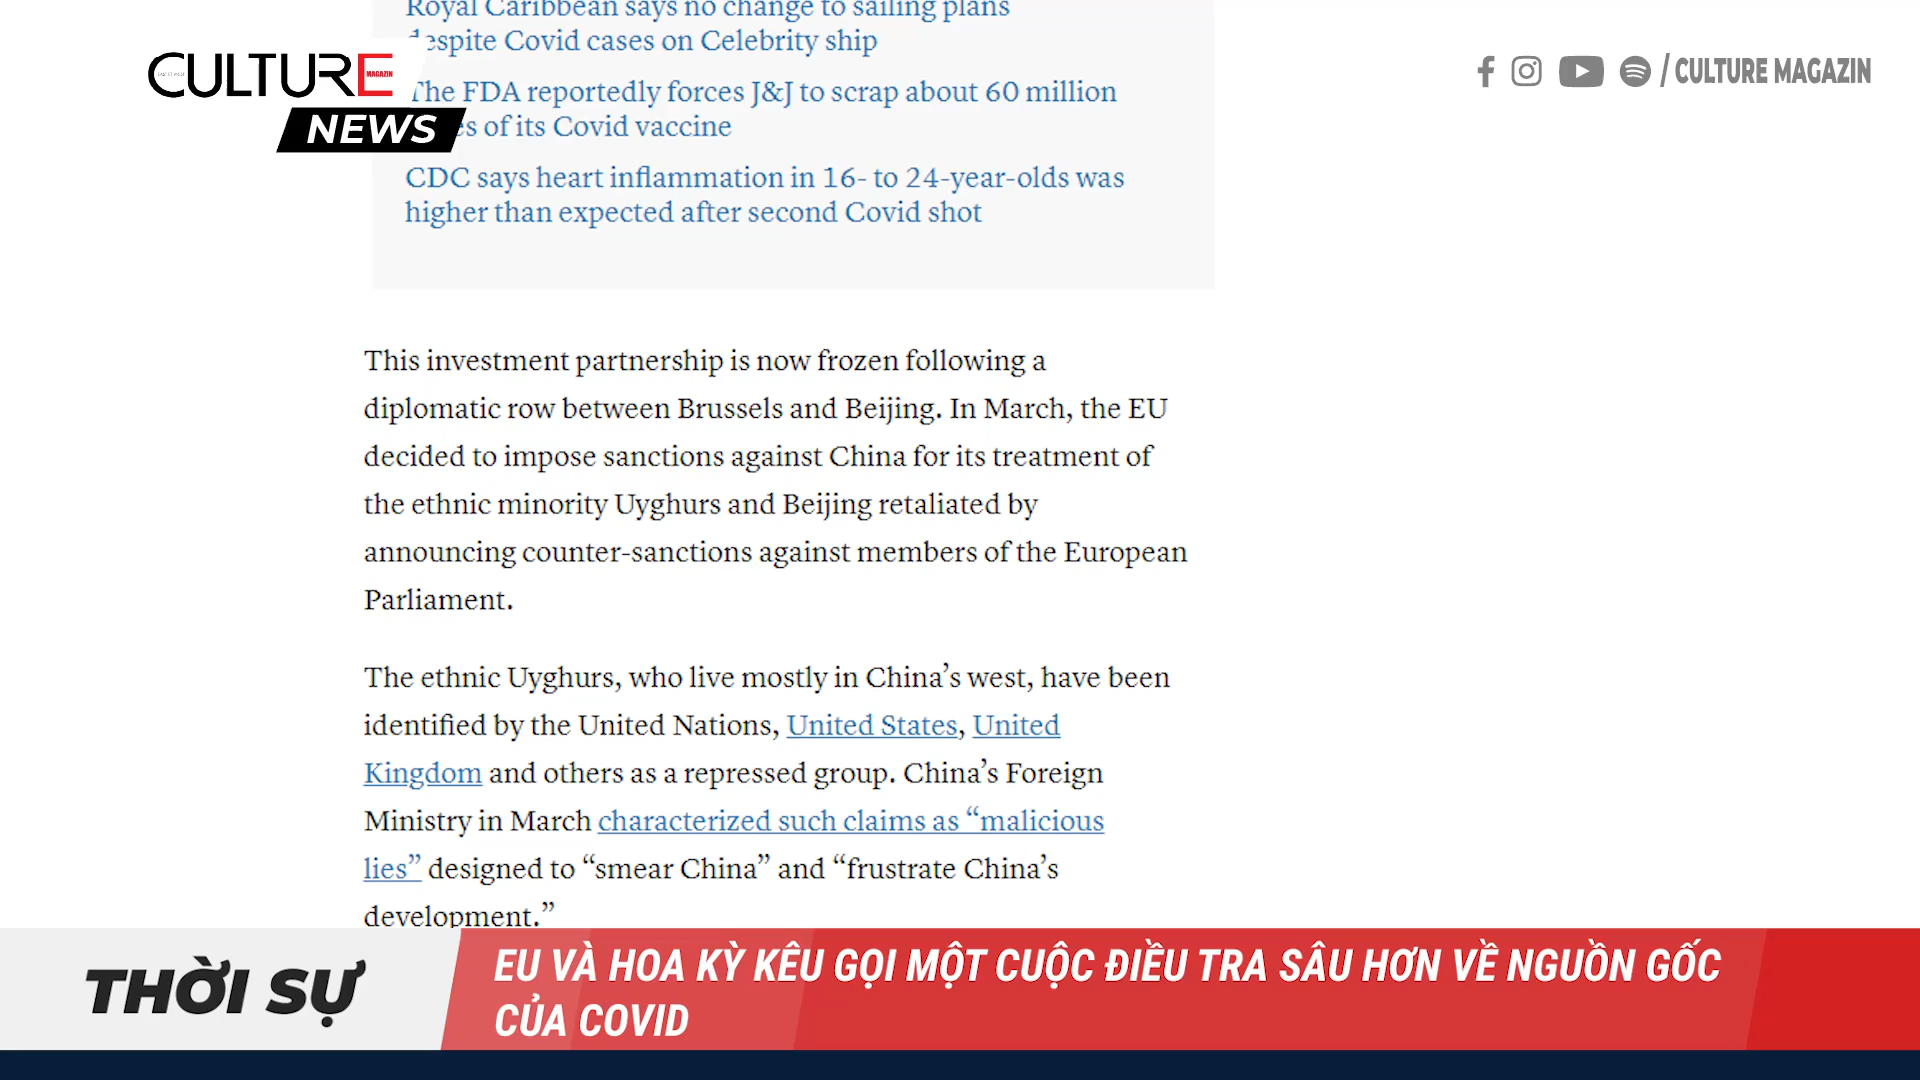 Royal Caribbean says no change to sailing plans
despite Covid cases on Celebrity ship
CULTURE
MAGAZIN
NEWS
The FDA reportedly forces J&J to scrap about 60 million
of its Covid vaccine
CDC says heart inflammation in 16- to 24-year-olds was
higher than expected after second Covid shot
/ CULTURE MAGAZIN
This investment partnership is now frozen following a
diplomatic row between Brussels and Beijing. In March, the EU
decided to impose sanctions against China for its treatment of
the ethnic minority Uyghurs and Beijing retaliated by
announcing counter-sanctions against members of the European
Parliament.
The ethnic Uyghurs, who live mostly in China’s west, have been
identified by the United Nations, United States, United
Kingdom and others as a repressed group. China’s Foreign
Ministry in March characterized such claims as “malicious
lies” designed to “smear China” and “frustrate China’s
development.”
THỜI SỰ
EU VÀ HOA KỲ KÊU GỌI MỘT CUỘC ĐIỀU TRA SÂU HƠN VỀ NGUỒN GỐC
CỦA COVID